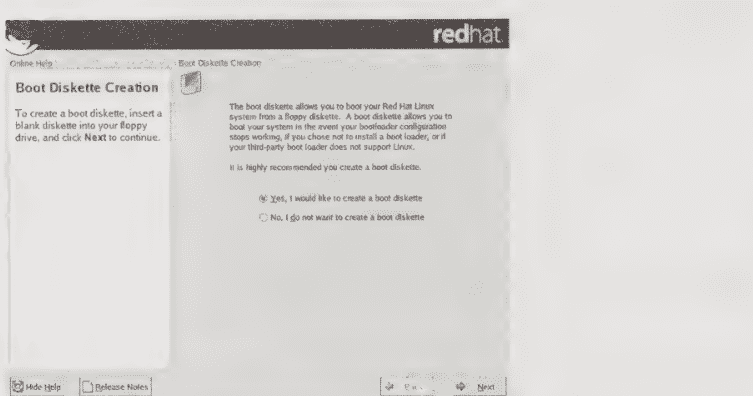 redhat
Online Help
Boot Diskette Creation
Boot Diskette Creation
To create a boot diskette, insert a
blank diskette into your floppy
drive, and click Next to continue.
The boot diskette allows you to boot your Red Hat Linux
system from a floppy diskette. A boot diskette allows you to
boot your system in the event your bootloader configuration
stops working, if you chose not to install a boot loader, or if
your third-party boot loader does not support Linux.
It is highly recommended you create a boot diskette.
Yes, I would like to create a boot diskette
No, I do not want to create a boot diskette
Hide Help
Release Notes
Next